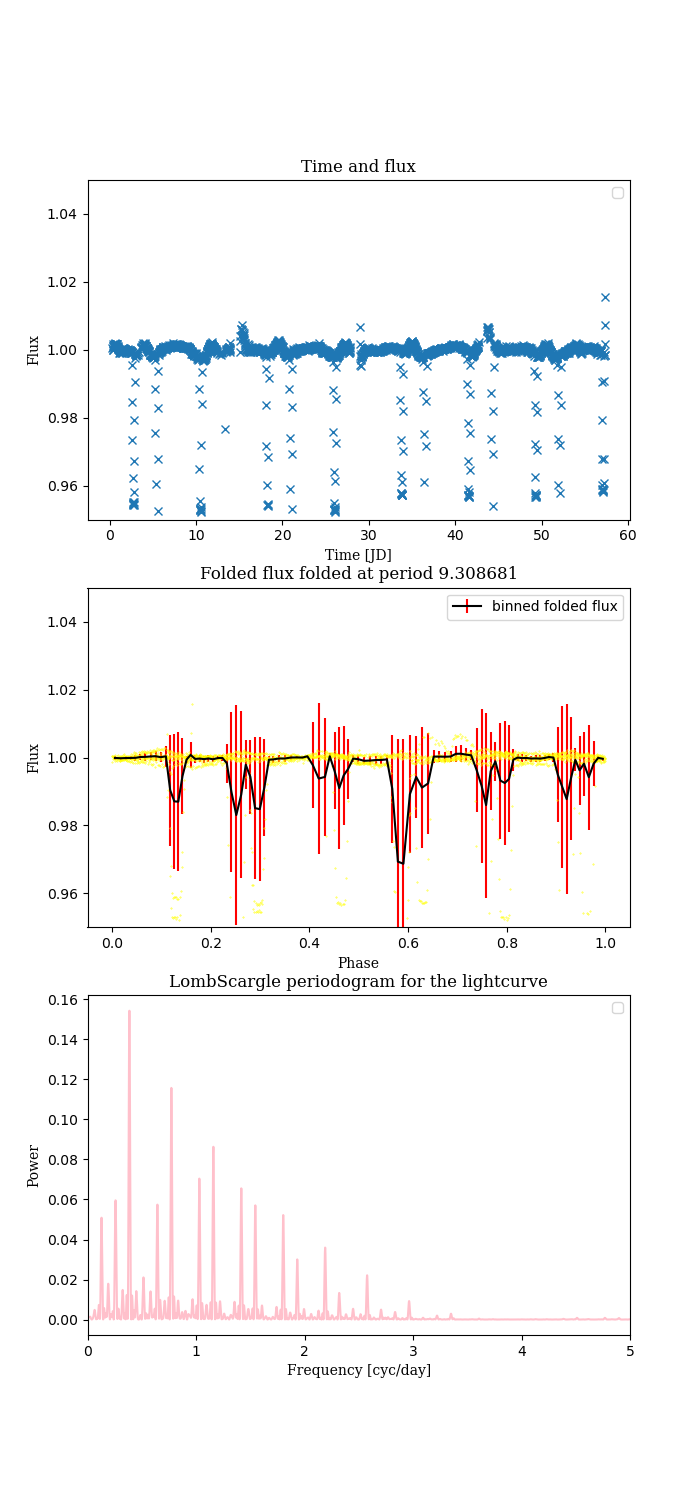 Time and flux
1.04
1.02
1.00
0.98
0.96
Flux
0 10 20 30 40 50 60
Time [JD]
Folded flux folded at period 9.308681
binned folded flux
1.04
1.02
1.00
0.98
0.96
Flux
0.0 0.2 0.4 0.6 0.8 1.0
Phase
LombScargle periodogram for the lightcurve
0.16
0.14
0.12
0.10
0.08
0.06
0.04
0.02
0.00
Power
0 1 2 3 4 5
Frequency [cyc/day]